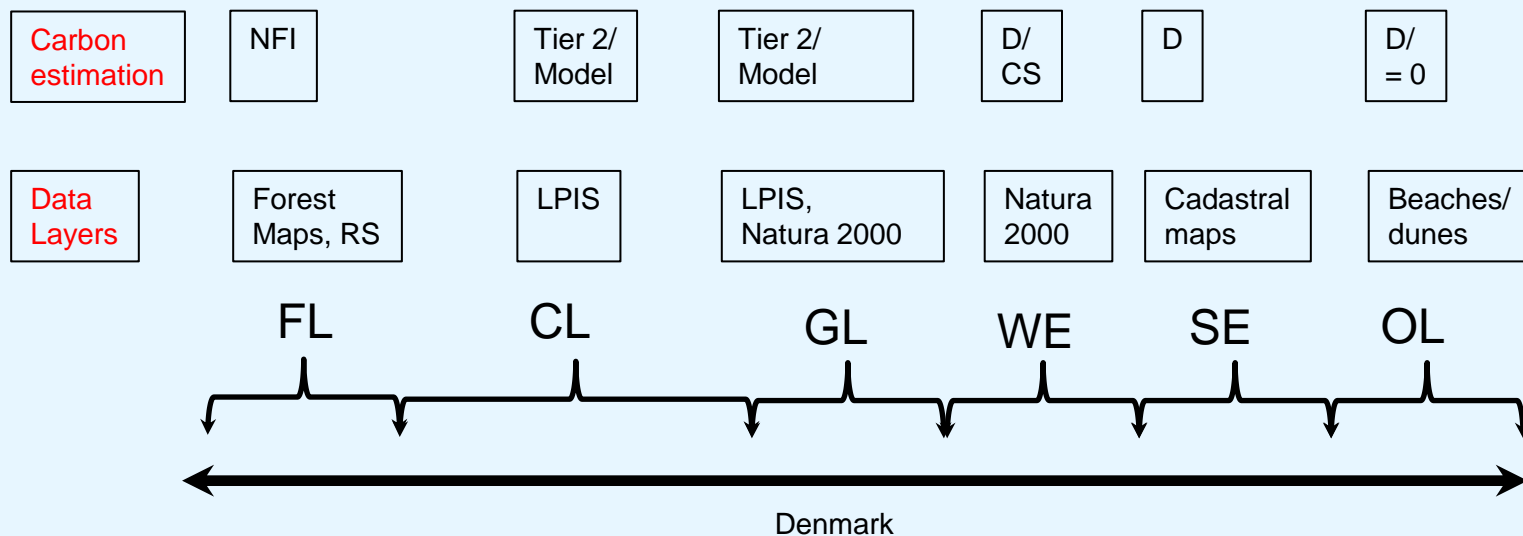 Carbon
estimation
NFI
Tier 2/
Model
Tier 2/
Model
D/
CS
D
D/
= 0
Data
Layers
Forest
Maps, RS
LPIS
LPIS,
Natura 2000
Natura
2000
Cadastral
maps
Beaches/
dunes
FL
CL
GL
WE
SE
OL
Denmark